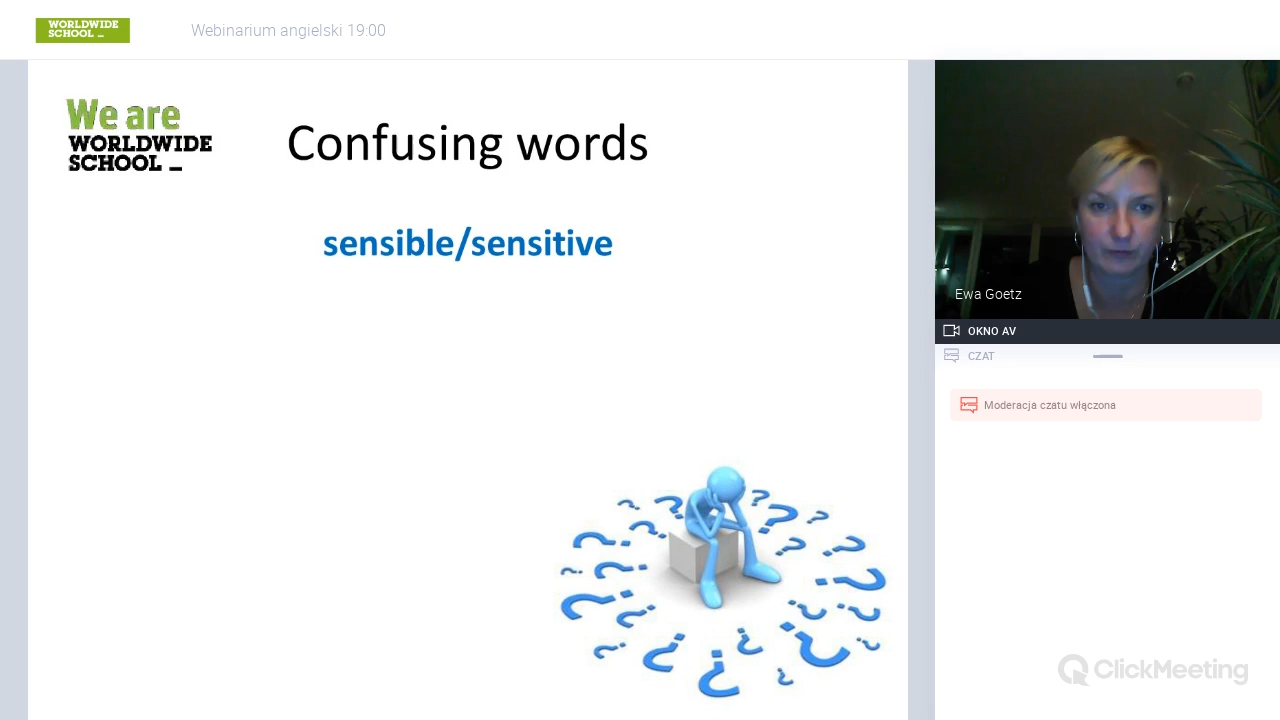 WORLDWIDE
SCHOOL _
Webinarium angielski 19:00
We are
WORLDWIDE
SCHOOL _
Confusing words
sensible/sensitive
Ewa Goetz
OKNO AV
CZAT
Moderacja czatu włączona
ClickMeeting